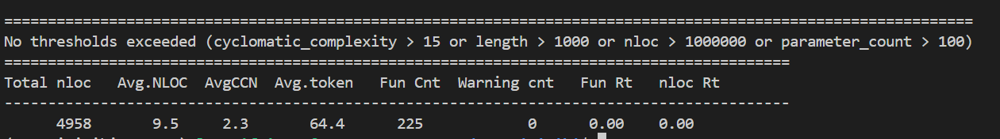 No thresholds exceeded (cyclomatic_complexity > 15 or length > 1000 or nloc > 1000000 or parameter_count > 100)
Total nloc   Avg.NLOC  AvgCCN  Avg.token   Fun Cnt  Warning cnt   Fun Rt   nloc Rt
4958       9.5     2.3       64.4      225            0      0.00    0.00